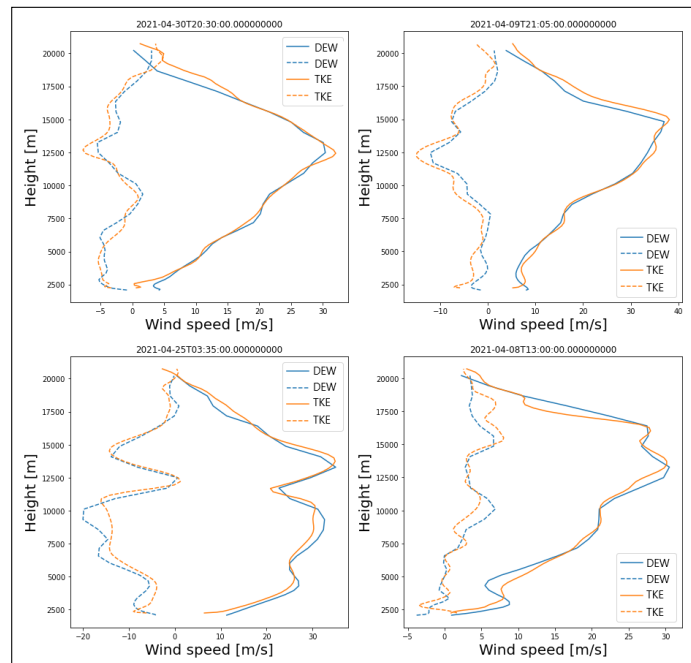 2021-04-30T20:30:00.000000000
20000
17500
15000
12500
10000
7500
5000
2500
Height [m]
DEW
DEW
TKE
TKE
−5
0
5
10
15
20
25
30
Wind speed [m/s]
2021-04-09T21:05:00.000000000
20000
17500
15000
12500
10000
7500
5000
2500
Height [m]
DEW
DEW
TKE
TKE
−10
0
10
20
30
40
Wind speed [m/s]
2021-04-25T03:35:00.000000000
20000
17500
15000
12500
10000
7500
5000
2500
Height [m]
DEW
DEW
TKE
TKE
−20
−10
0
10
20
30
Wind speed [m/s]
2021-04-08T13:00:00.000000000
20000
17500
15000
12500
10000
7500
5000
2500
Height [m]
DEW
DEW
TKE
TKE
−5
0
5
10
15
20
25
30
Wind speed [m/s]